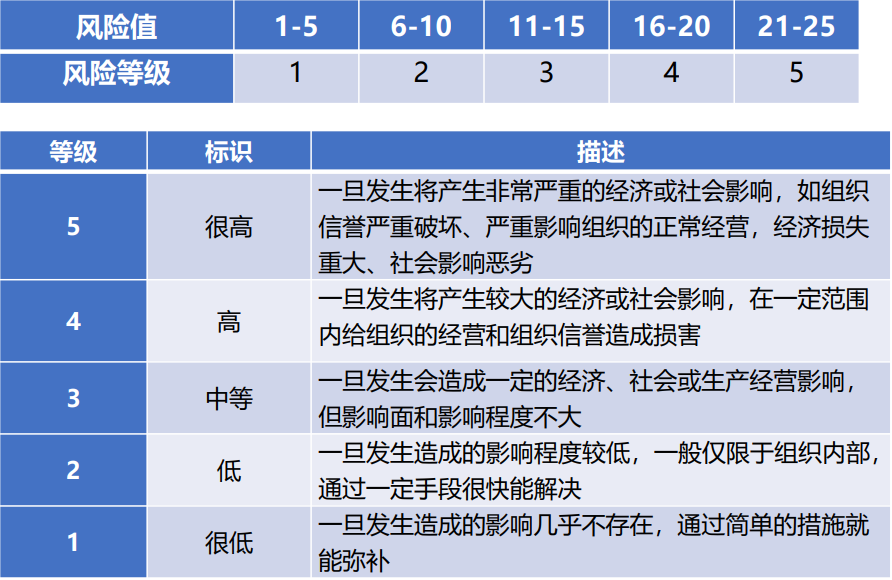 风险值 1-5 6-10 11-15 16-20 21-25
风险等级 1 2 3 4 5
等级 标识 描述
5 很高 一旦发生将产生非常严重的经济或社会影响，如组织
信誉严重破坏、严重影响组织的正常经营，经济损失
重大、社会影响恶劣
4 高 一旦发生将产生较大的经济或社会影响，在一定范围
内给组织的经营和组织信誉造成损害
3 中等 一旦发生会造成一定的经济、社会或生产经营影响，
但影响面和影响程度不大
2 低 一旦发生造成的影响程度较低，一般仅限于组织内部，
通过一定手段很快能解决
1 很低 一旦发生造成的影响几乎不存在，通过简单的措施就
能弥补